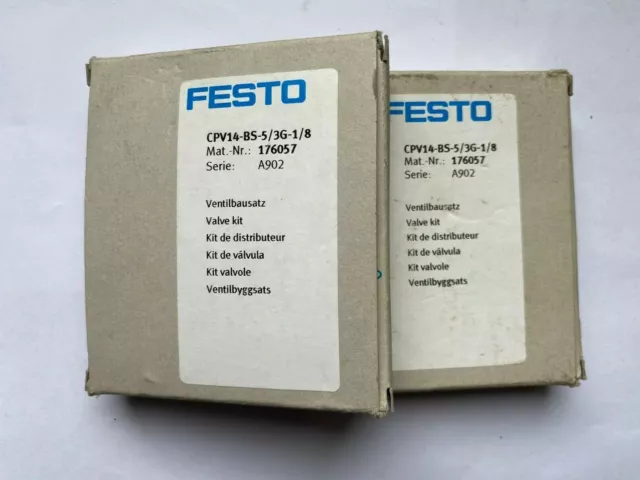 FESTO
CPV14-BS-5/3G-1/8
Mat.-Nr.: 176057
Serie: A902
Ventilbausatz
Valve kit
Kit de distributeur
Kit de válvula
Kit valvole
Ventilbyggsats
FESTO
CPV14-BS-5/3G-1/8
Mat.-Nr.: 176057
Serie: A902
Ventilbausatz
Valve kit
Kit de distributeur
Kit de válvula
Kit valvole
Ventilbyggsats